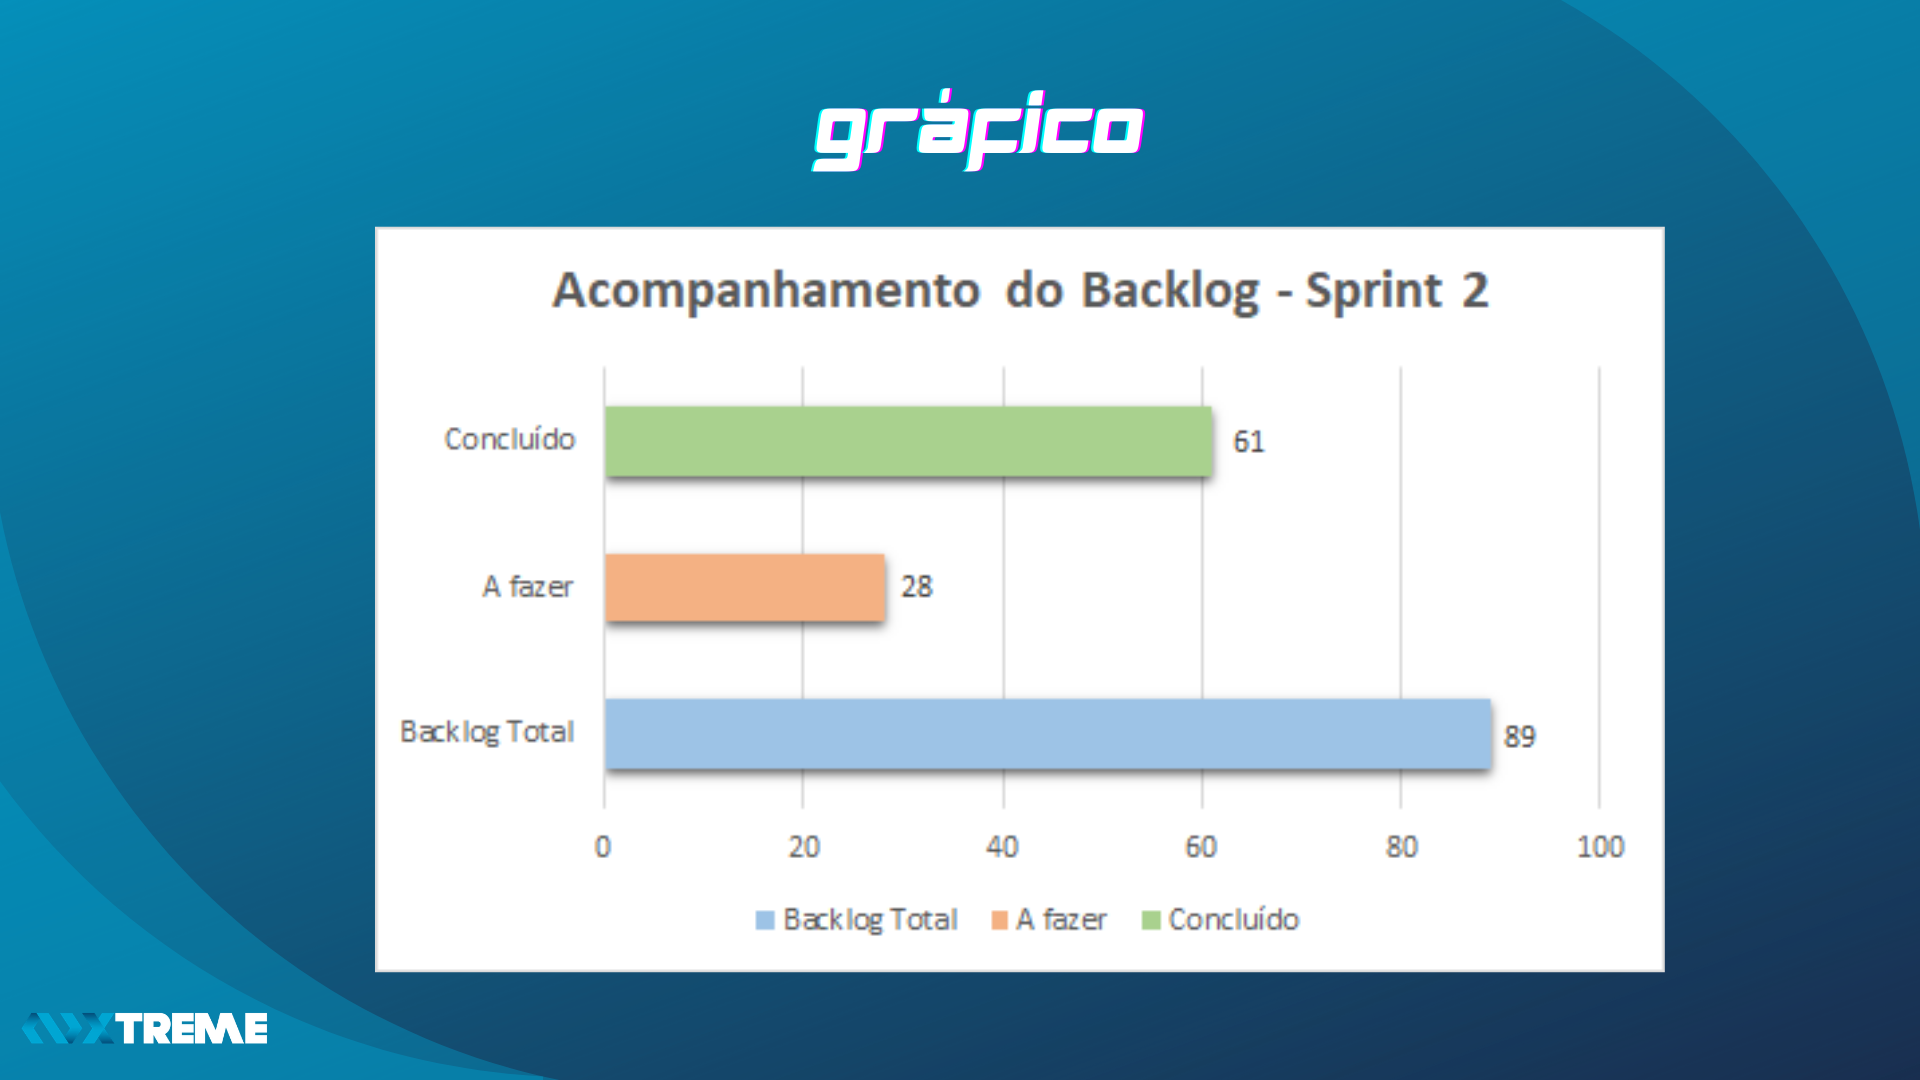 gráfico
Acompanhamento do Backlog - Sprint 2
Concluído
61
A fazer
28
Backlog Total
89
0 20 40 60 80 100
Backlog Total A fazer Concluído
XTREME